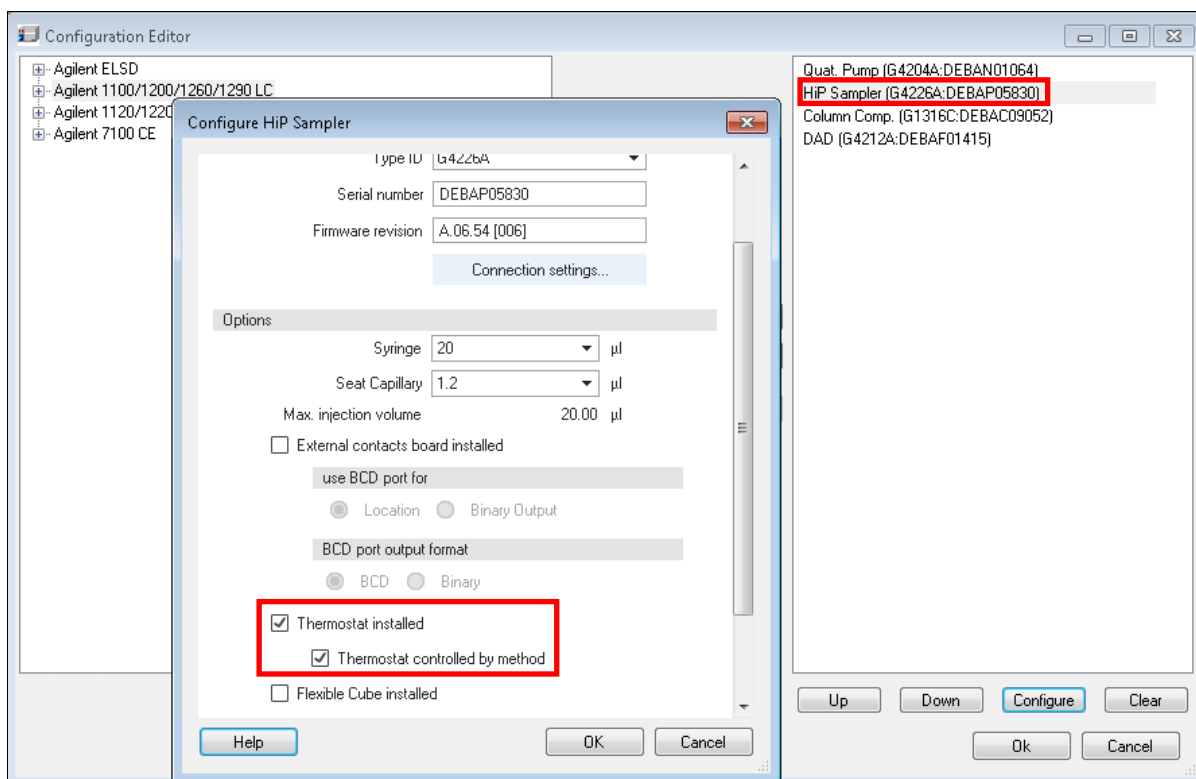 Configuration Editor
Agilent ELSD
Agilent 1100/1200/1260/1290 LC
Agilent 1120/1220
Agilent 7100 CE
Quat. Pump (G4204A:DEBAN01064)
HiP Sampler (G4226A:DEBAP05830)
Column Comp. (G1316C:DEBAC09052)
DAD (G4212A:DEBAF01415)
Configure HiP Sampler
Type ID G4226A
Serial number DEBAP05830
Firmware revision A.06.54 [006]
Connection settings...
Options
Syringe 20 µl
Seat Capillary 1.2 µl
Max. injection volume 20.00 µl
External contacts board installed
use BCD port for
Location Binary Output
BCD port output format
BCD Binary
Thermostat installed
Thermostat controlled by method
Flexible Cube installed
Help OK Cancel
Up Down Configure Clear
Ok Cancel